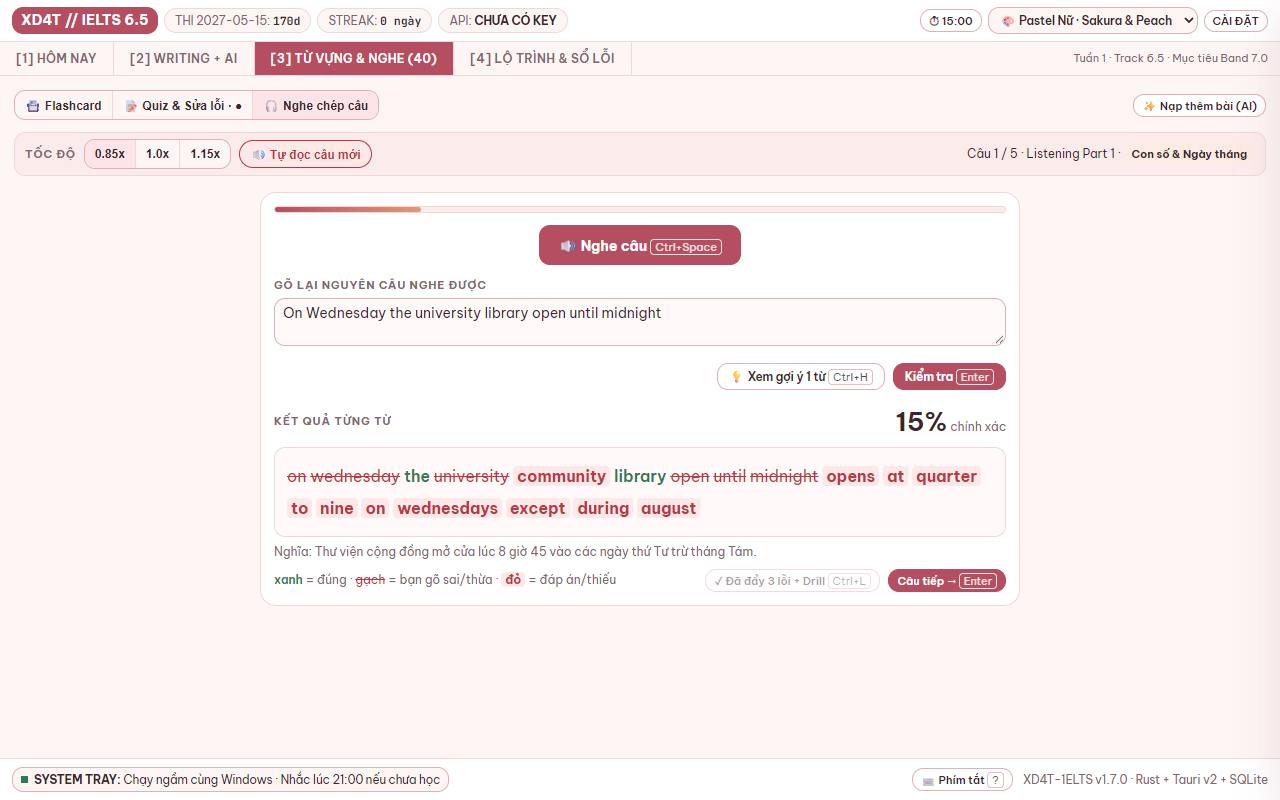 XD4T // IELTS 6.5 THI 2027-05-15: 170d STREAK: 0 ngày API: CHƯA CÓ KEY 15:00 Pastel Nữ · Sakura & Peach CÀI ĐẶT
[1] HÔM NAY [2] WRITING + AI [3] TỪ VỰNG & NGHE (40) [4] LỘ TRÌNH & SỔ LỖI Tuần 1 · Track 6.5 · Mục tiêu Band 7.0
Flashcard Quiz & Sửa lỗi · • Nghe chép câu Nạp thêm bài (AI)
TỐC ĐỘ 0.85x 1.0x 1.15x Tự đọc câu mới Câu 1 / 5 · Listening Part 1 · Con số & Ngày tháng
Nghe câu Ctrl+Space
GÕ LẠI NGUYÊN CÂU NGHE ĐƯỢC
On Wednesday the university library open until midnight
Xem gợi ý 1 từ Ctrl+H Kiểm tra Enter
KẾT QUẢ TỪNG TỪ 15% chính xác
on wednesday the university community library open until midnight opens at quarter
to nine on wednesdays except during august
Nghĩa: Thư viện cộng đồng mở cửa lúc 8 giờ 45 vào các ngày thứ Tư trừ tháng Tám.
xanh = đúng · gạch = bạn gõ sai/thừa · đỏ = đáp án/thiếu ✓ Đã đẩy 3 lỗi + Drill Ctrl+L Câu tiếp → Enter
SYSTEM TRAY: Chạy ngầm cùng Windows · Nhắc lúc 21:00 nếu chưa học Phím tắt ? XD4T-IELTS v1.7.0 · Rust + Tauri v2 + SQLite